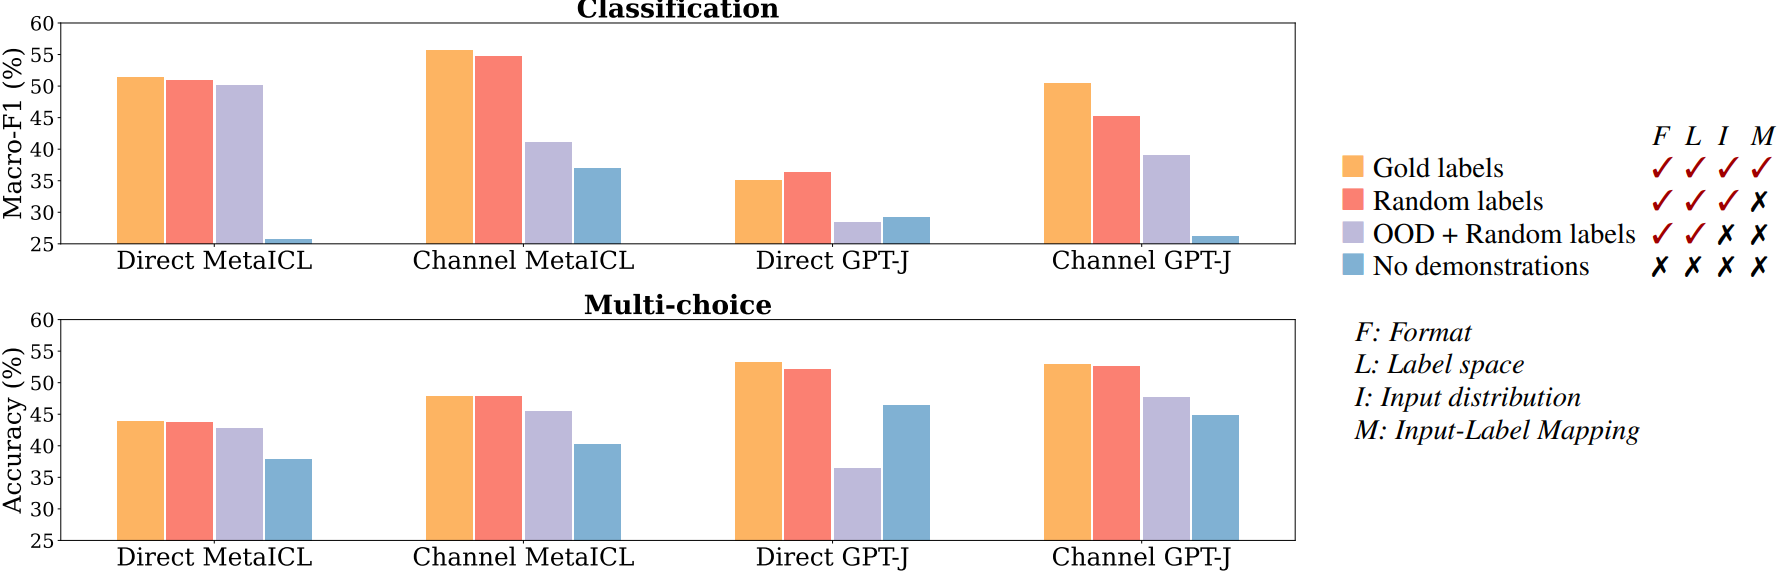 Classification
Macro-F1 (%)
60
55
50
45
40
35
30
25
Direct MetaICL Channel MetaICL Direct GPT-J Channel GPT-J
Multi-choice
Accuracy (%)
60
55
50
45
40
35
30
25
Direct MetaICL Channel MetaICL Direct GPT-J Channel GPT-J
F L I M
Gold labels ✓ ✓ ✓ ✓
Random labels ✓ ✓ ✓ ✗
OOD + Random labels ✓ ✓ ✗ ✗
No demonstrations ✗ ✗ ✗ ✗
F: Format
L: Label space
I: Input distribution
M: Input-Label Mapping